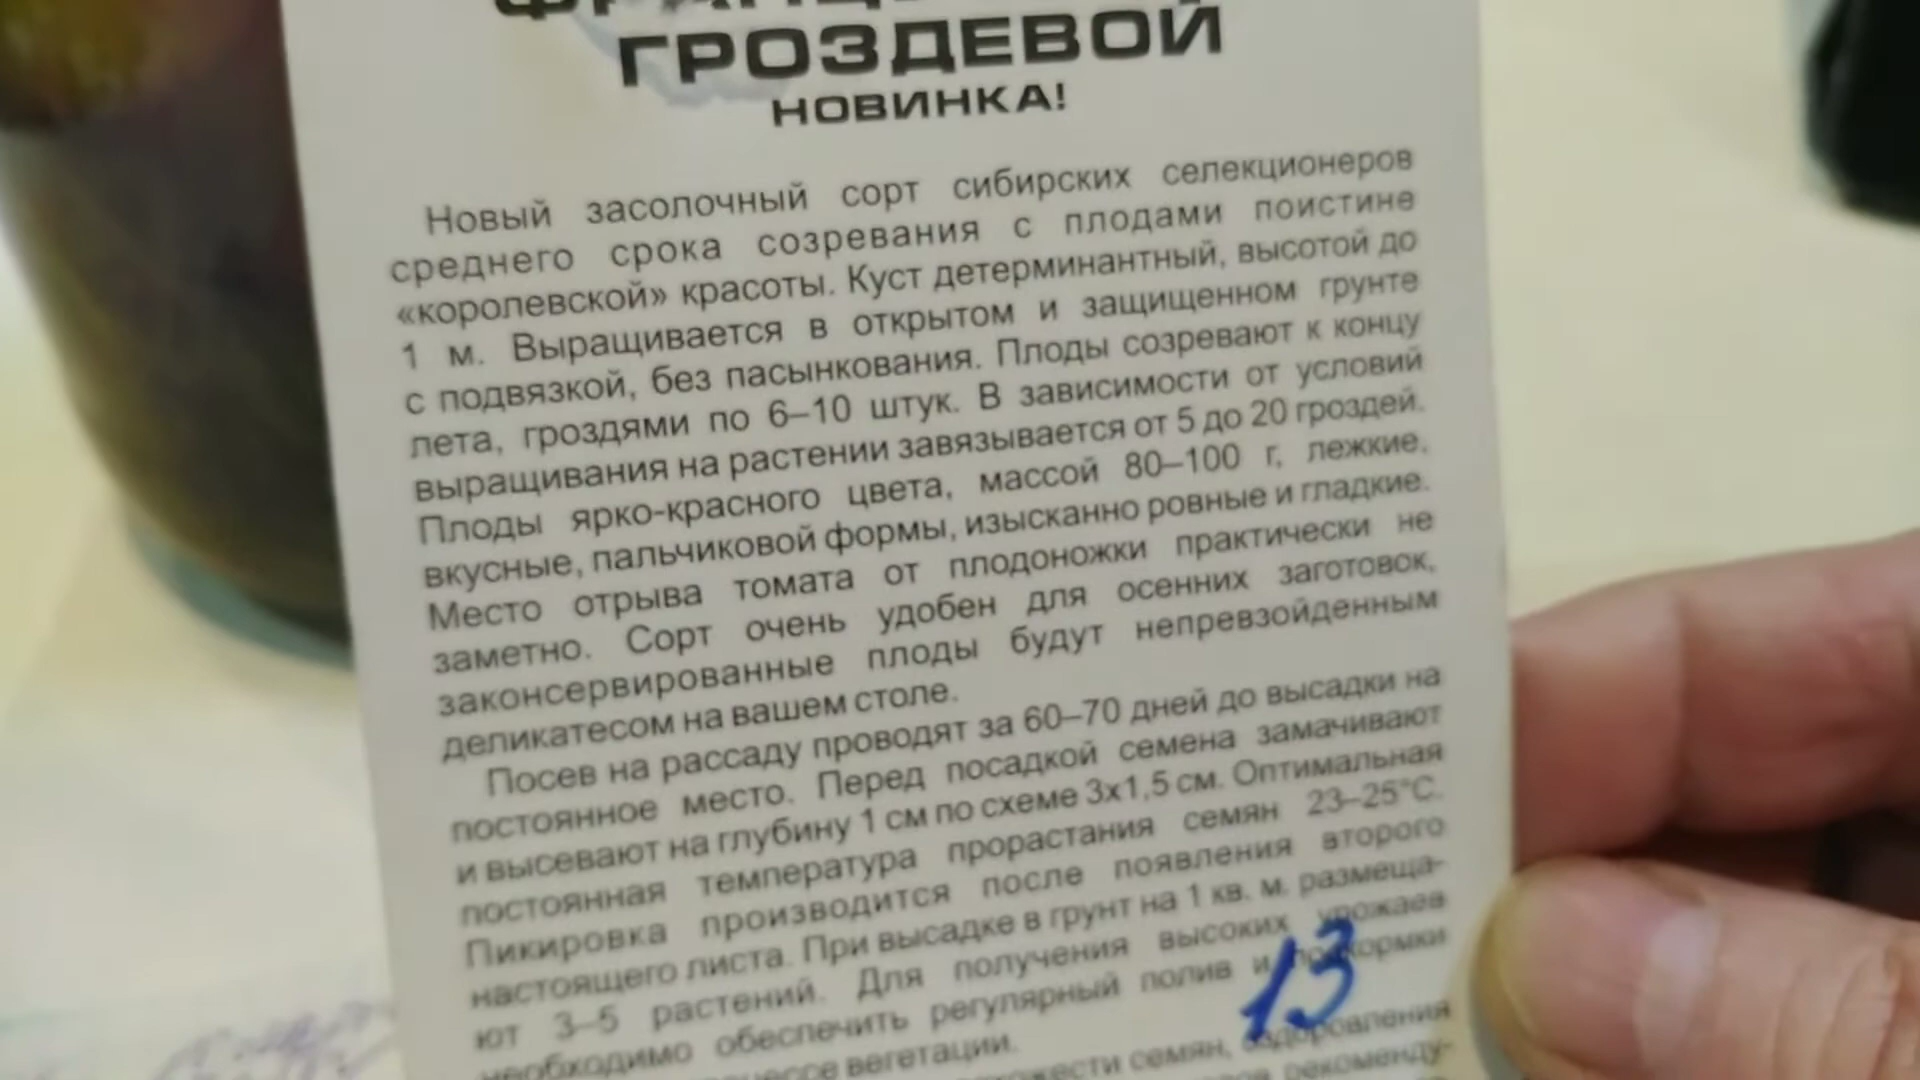 ГРОЗДЕВОЙ
НОВИНКА!
Новый засолочный сорт сибирских селекционеров
среднего срока созревания с плодами поистине
«королевской» красоты. Куст детерминантный, высотой до
1 м. Выращивается в открытом и защищенном грунте
с подвязкой, без пасынкования. Плоды созревают к концу
лета, гроздями по 6–10 штук. В зависимости от условий
выращивания на растении завязывается от 5 до 20 гроздей.
Плоды ярко-красного цвета, массой 80–100 г, лежкие,
вкусные, пальчиковой формы, изысканно ровные и гладкие.
Место отрыва томата от плодоножки практически не
заметно. Сорт очень удобен для осенних заготовок,
законсервированные плоды будут непревзойденным
деликатесом на вашем столе.
Посев на рассаду проводят за 60–70 дней до высадки на
постоянное место. Перед посадкой семена замачивают
и высевают на глубину 1 см по схеме 3х1,5 см. Оптимальная
постоянная температура прорастания семян 23–25°С.
Пикировка производится после появления второго
настоящего листа. При высадке в грунт на 1 кв. м. размеща-
ют 3–5 растений. Для получения высоких урожаев
необходимо обеспечить регулярный полив и подкормки
вегетации.
семян, оздоровления
рекоменду-
13